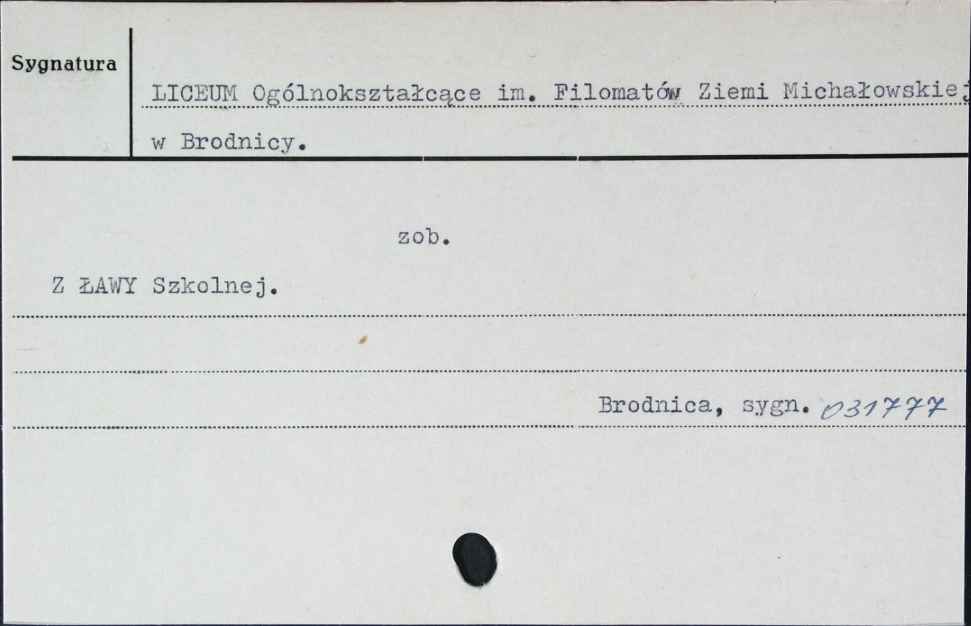 Sygnatura
LICEUM Ogólnokształcące im. Filomatów Ziemi Michałowskiej
w Brodnicy.
zob.
Z ŁAWY Szkolnej.
Brodnica, sygn. 031777